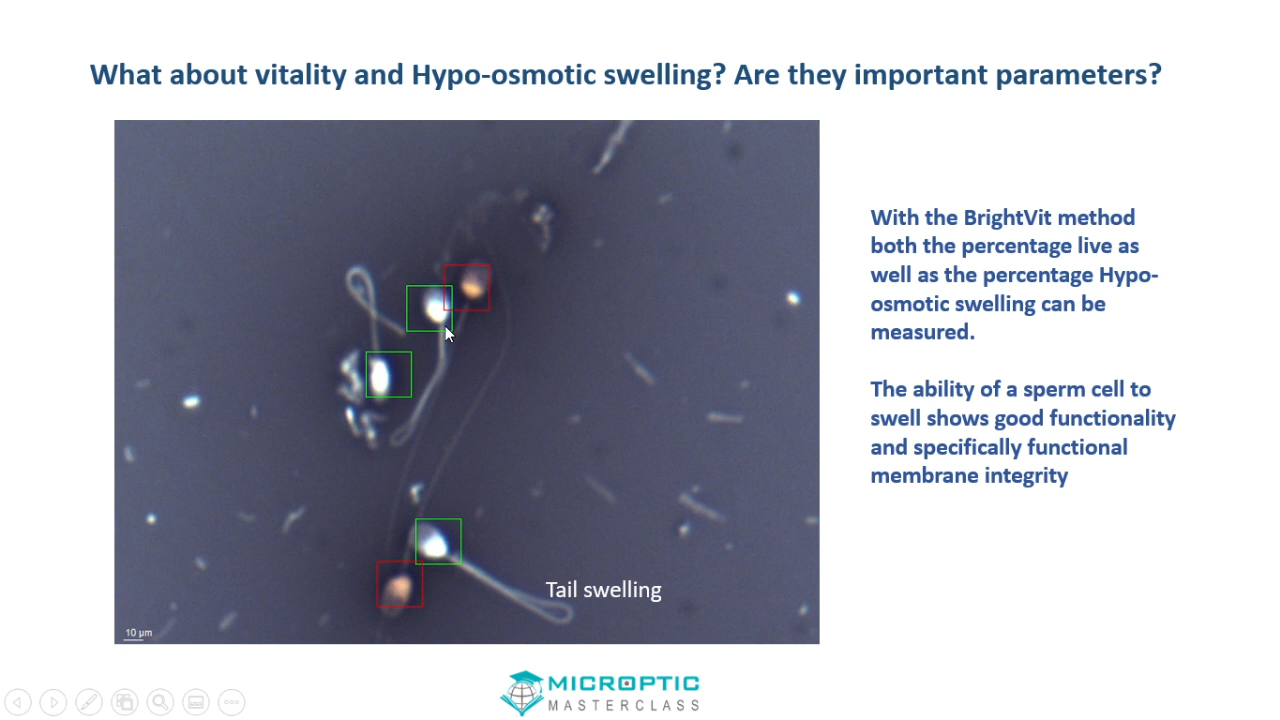 What about vitality and Hypo-osmotic swelling? Are they important parameters?
With the BrightVit method
both the percentage live as
well as the percentage Hypo-
osmotic swelling can be
measured.
The ability of a sperm cell to
swell shows good functionality
and specifically functional
membrane integrity
Tail swelling
10 µm
MICROPTIC
MASTERCLASS